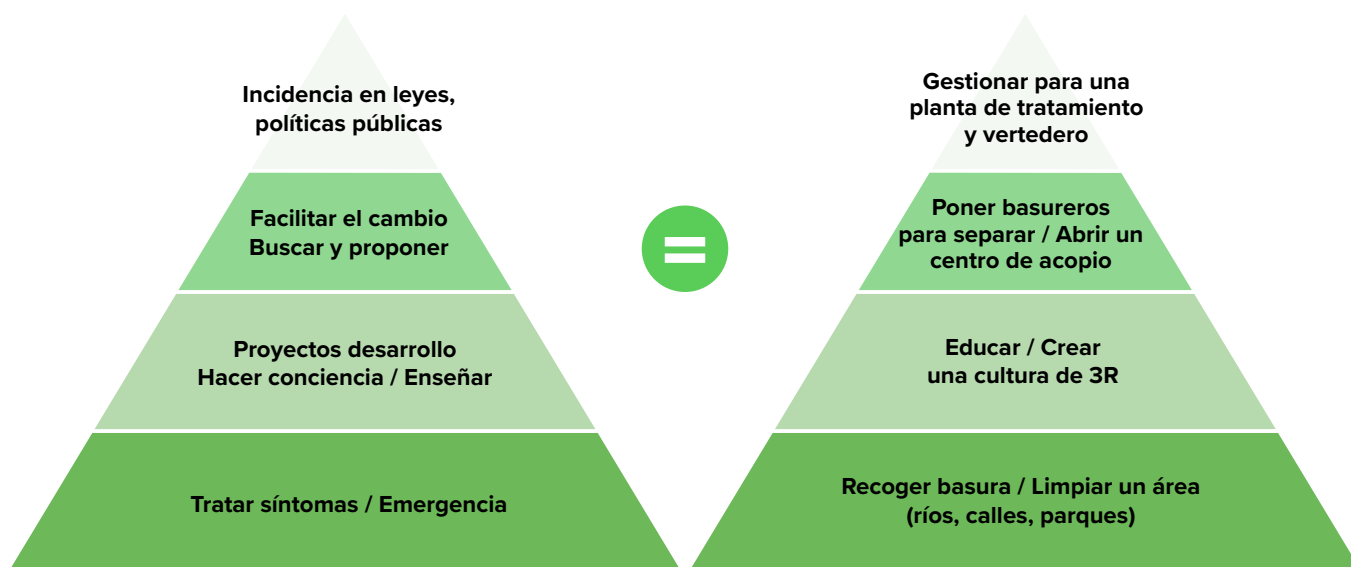 Incidencia en leyes,
políticas públicas
Facilitar el cambio
Buscar y proponer
Proyectos desarrollo
Hacer conciencia / Enseñar
Tratar síntomas / Emergencia
=
Gestionar para una
planta de tratamiento
y vertedero
Poner basureros
para separar / Abrir un
centro de acopio
Educar / Crear
una cultura de 3R
Recoger basura / Limpiar un área
(ríos, calles, parques)